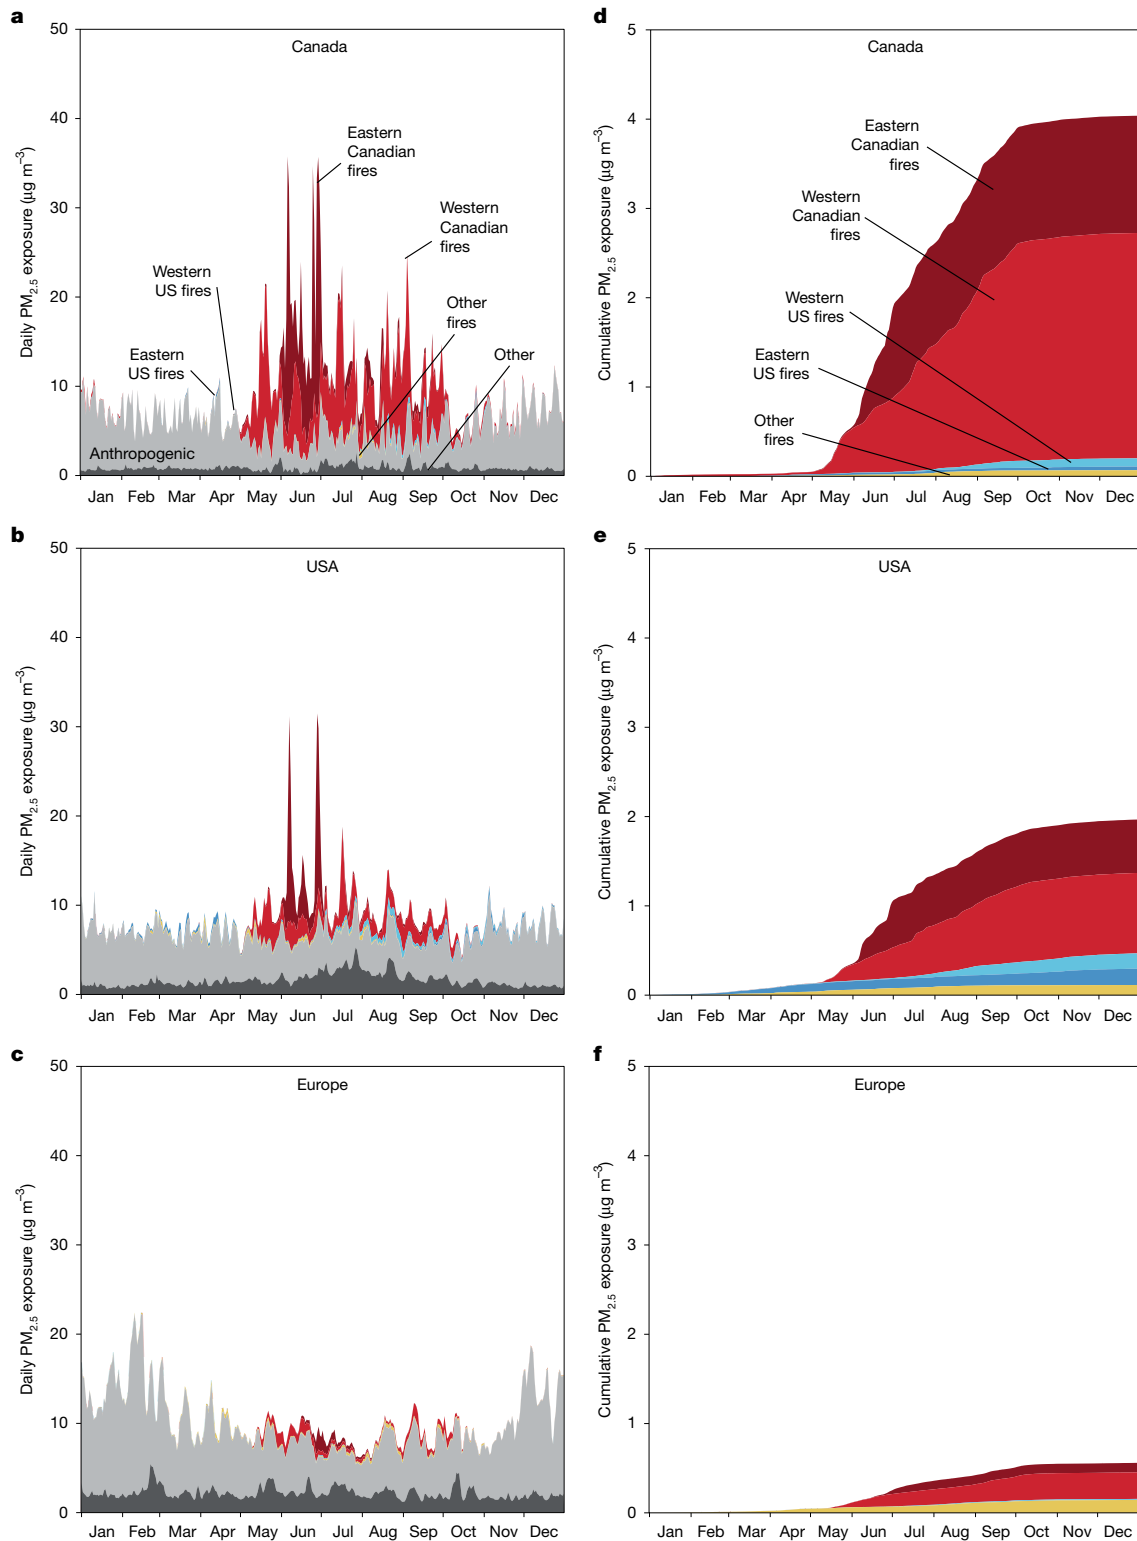 a
50
40
30
20
10
0
Daily PM2.5 exposure (µg m−3)
Canada
Eastern
Canadian
fires
Western
Canadian
fires
Western
US fires
Other
fires
Eastern
US fires
Other
Anthropogenic
Jan Feb Mar Apr May Jun Jul Aug Sep Oct Nov Dec
d
5
4
3
2
1
0
Cumulative PM2.5 exposure (µg m−3)
Canada
Eastern
Canadian
fires
Western
Canadian
fires
Western
US fires
Eastern
US fires
Other
fires
Jan Feb Mar Apr May Jun Jul Aug Sep Oct Nov Dec
b
50
40
30
20
10
0
Daily PM2.5 exposure (µg m−3)
USA
Jan Feb Mar Apr May Jun Jul Aug Sep Oct Nov Dec
e
5
4
3
2
1
0
Cumulative PM2.5 exposure (µg m−3)
USA
Jan Feb Mar Apr May Jun Jul Aug Sep Oct Nov Dec
c
50
40
30
20
10
0
Daily PM2.5 exposure (µg m−3)
Europe
Jan Feb Mar Apr May Jun Jul Aug Sep Oct Nov Dec
f
5
4
3
2
1
0
Cumulative PM2.5 exposure (µg m−3)
Europe
Jan Feb Mar Apr May Jun Jul Aug Sep Oct Nov Dec